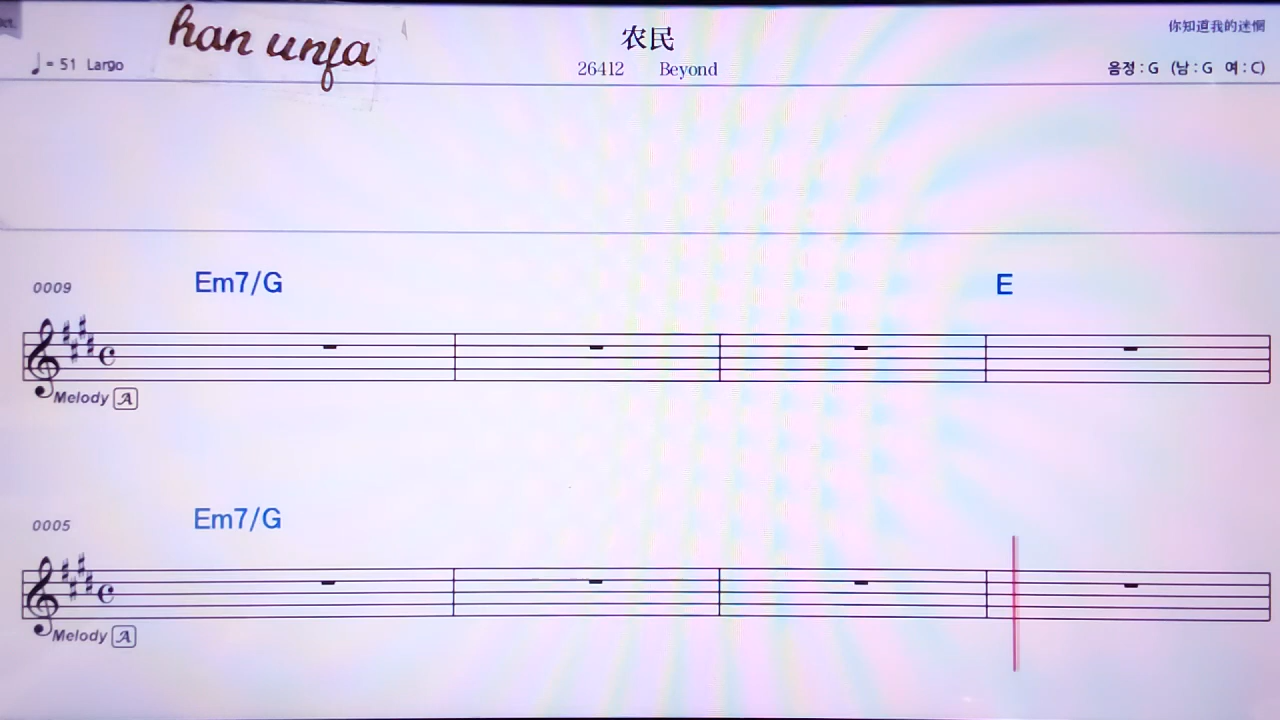 han unfa
农民
你知道我的迷惘
♩= 51 Largo
26412 Beyond
음정 : G (남 : G 여 : C)
0009
Em7/G
E
Melody A
0005
Em7/G
Melody A